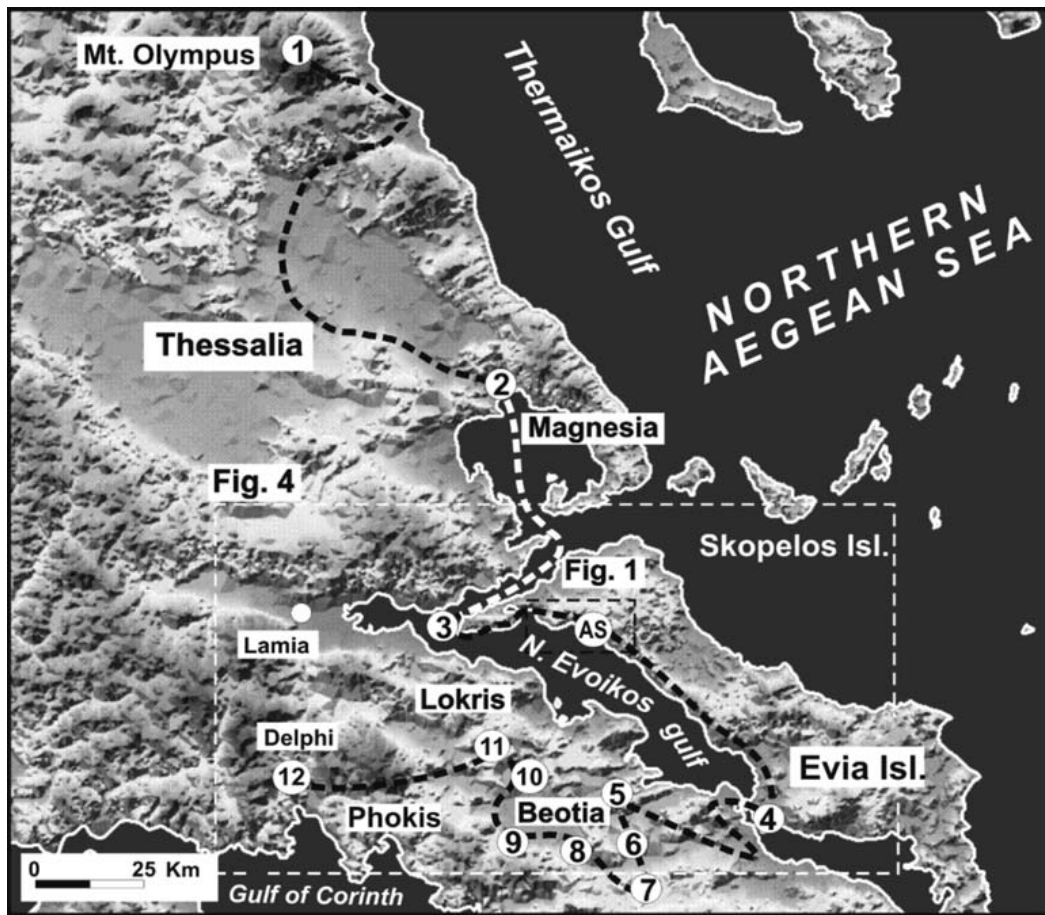 Mt. Olympus
1
Thermaikos Gulf
NORTHERN
AEGEAN SEA
Thessalia
2
Magnesia
Fig. 4
Skopelos Isl.
Fig. 1
3
AS
Lamia
N. Evoikos gulf
Lokris
Delphi
11
12
10
Evia Isl.
5
Beotia
4
Phokis
9
8
6
7
0 25 Km
Gulf of Corinth